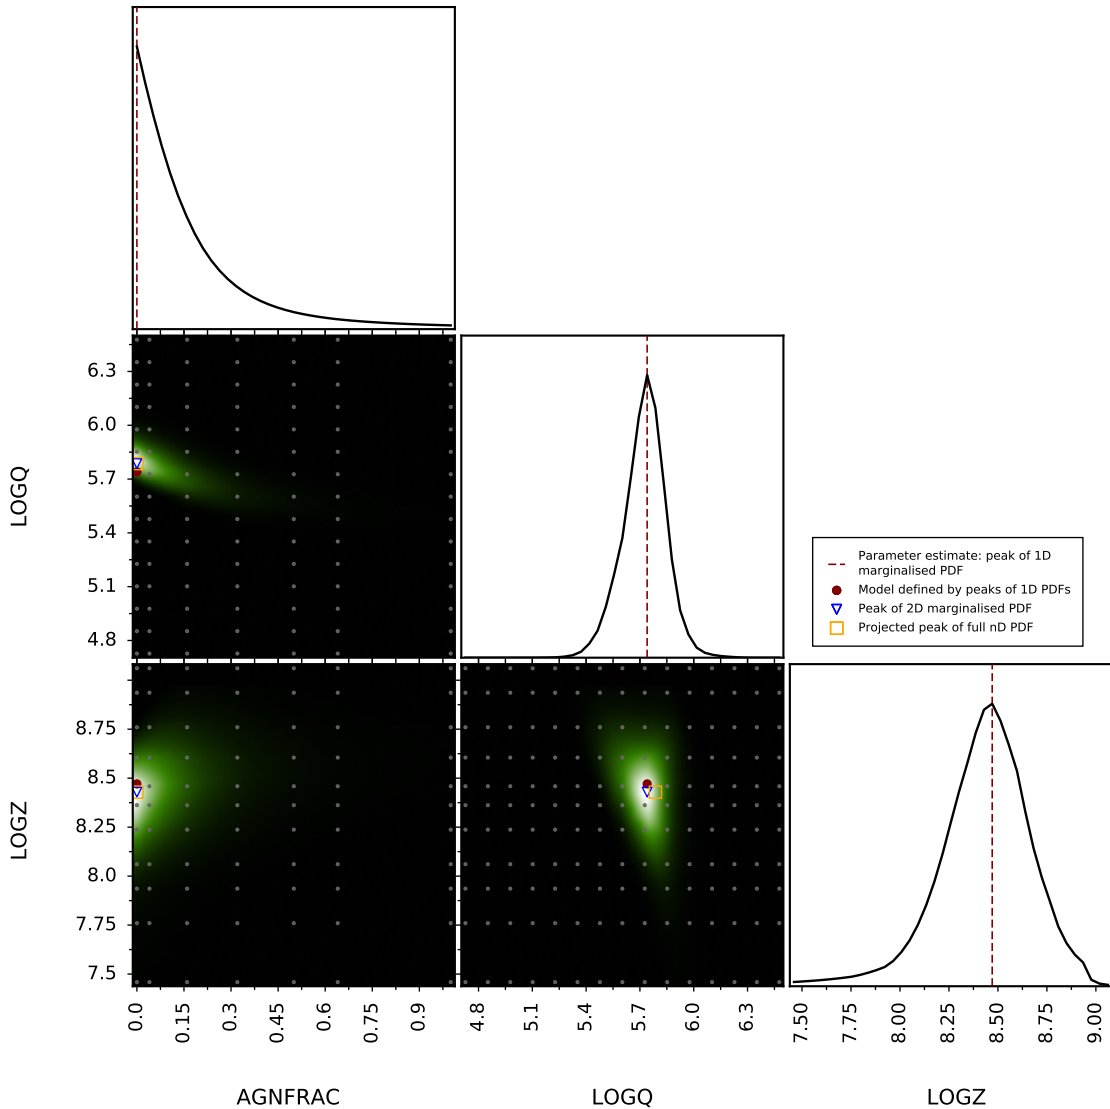 6.3
6.0
5.7
5.4
5.1
4.8
LOGQ
Parameter estimate: peak of 1D
marginalised PDF
Model defined by peaks of 1D PDFs
Peak of 2D marginalised PDF
Projected peak of full nD PDF
8.75
8.5
8.25
8.0
7.75
7.5
LOGZ
0.0 0.15 0.3 0.45 0.6 0.75 0.9
4.8 5.1 5.4 5.7 6.0 6.3
7.50 7.75 8.00 8.25 8.50 8.75 9.00
AGNFRAC LOGQ LOGZ